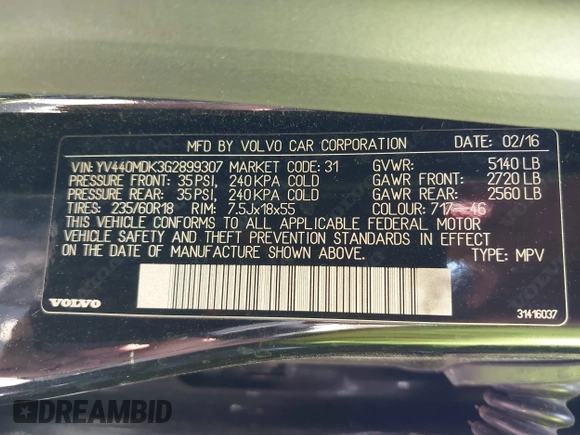 MFD BY VOLVO CAR CORPORATION DATE: 02/16
VIN: YV440MDK3G2899307 MARKET CODE: 31 GVWR: 5140 LB
PRESSURE FRONT: 35 PSI, 240 KPA COLD GAWR FRONT: 2720 LB
PRESSURE REAR: 35 PSI, 240 KPA COLD GAWR REAR: 2560 LB
TIRES: 235/60R18 RIM: 7.5Jx18x55 COLOUR: 717--46
THIS VEHICLE CONFORMS TO ALL APPLICABLE FEDERAL MOTOR
VEHICLE SAFETY AND THEFT PREVENTION STANDARDS IN EFFECT
ON THE DATE OF MANUFACTURE SHOWN ABOVE. TYPE: MPV
VOLVO 31416037
DREAMBID